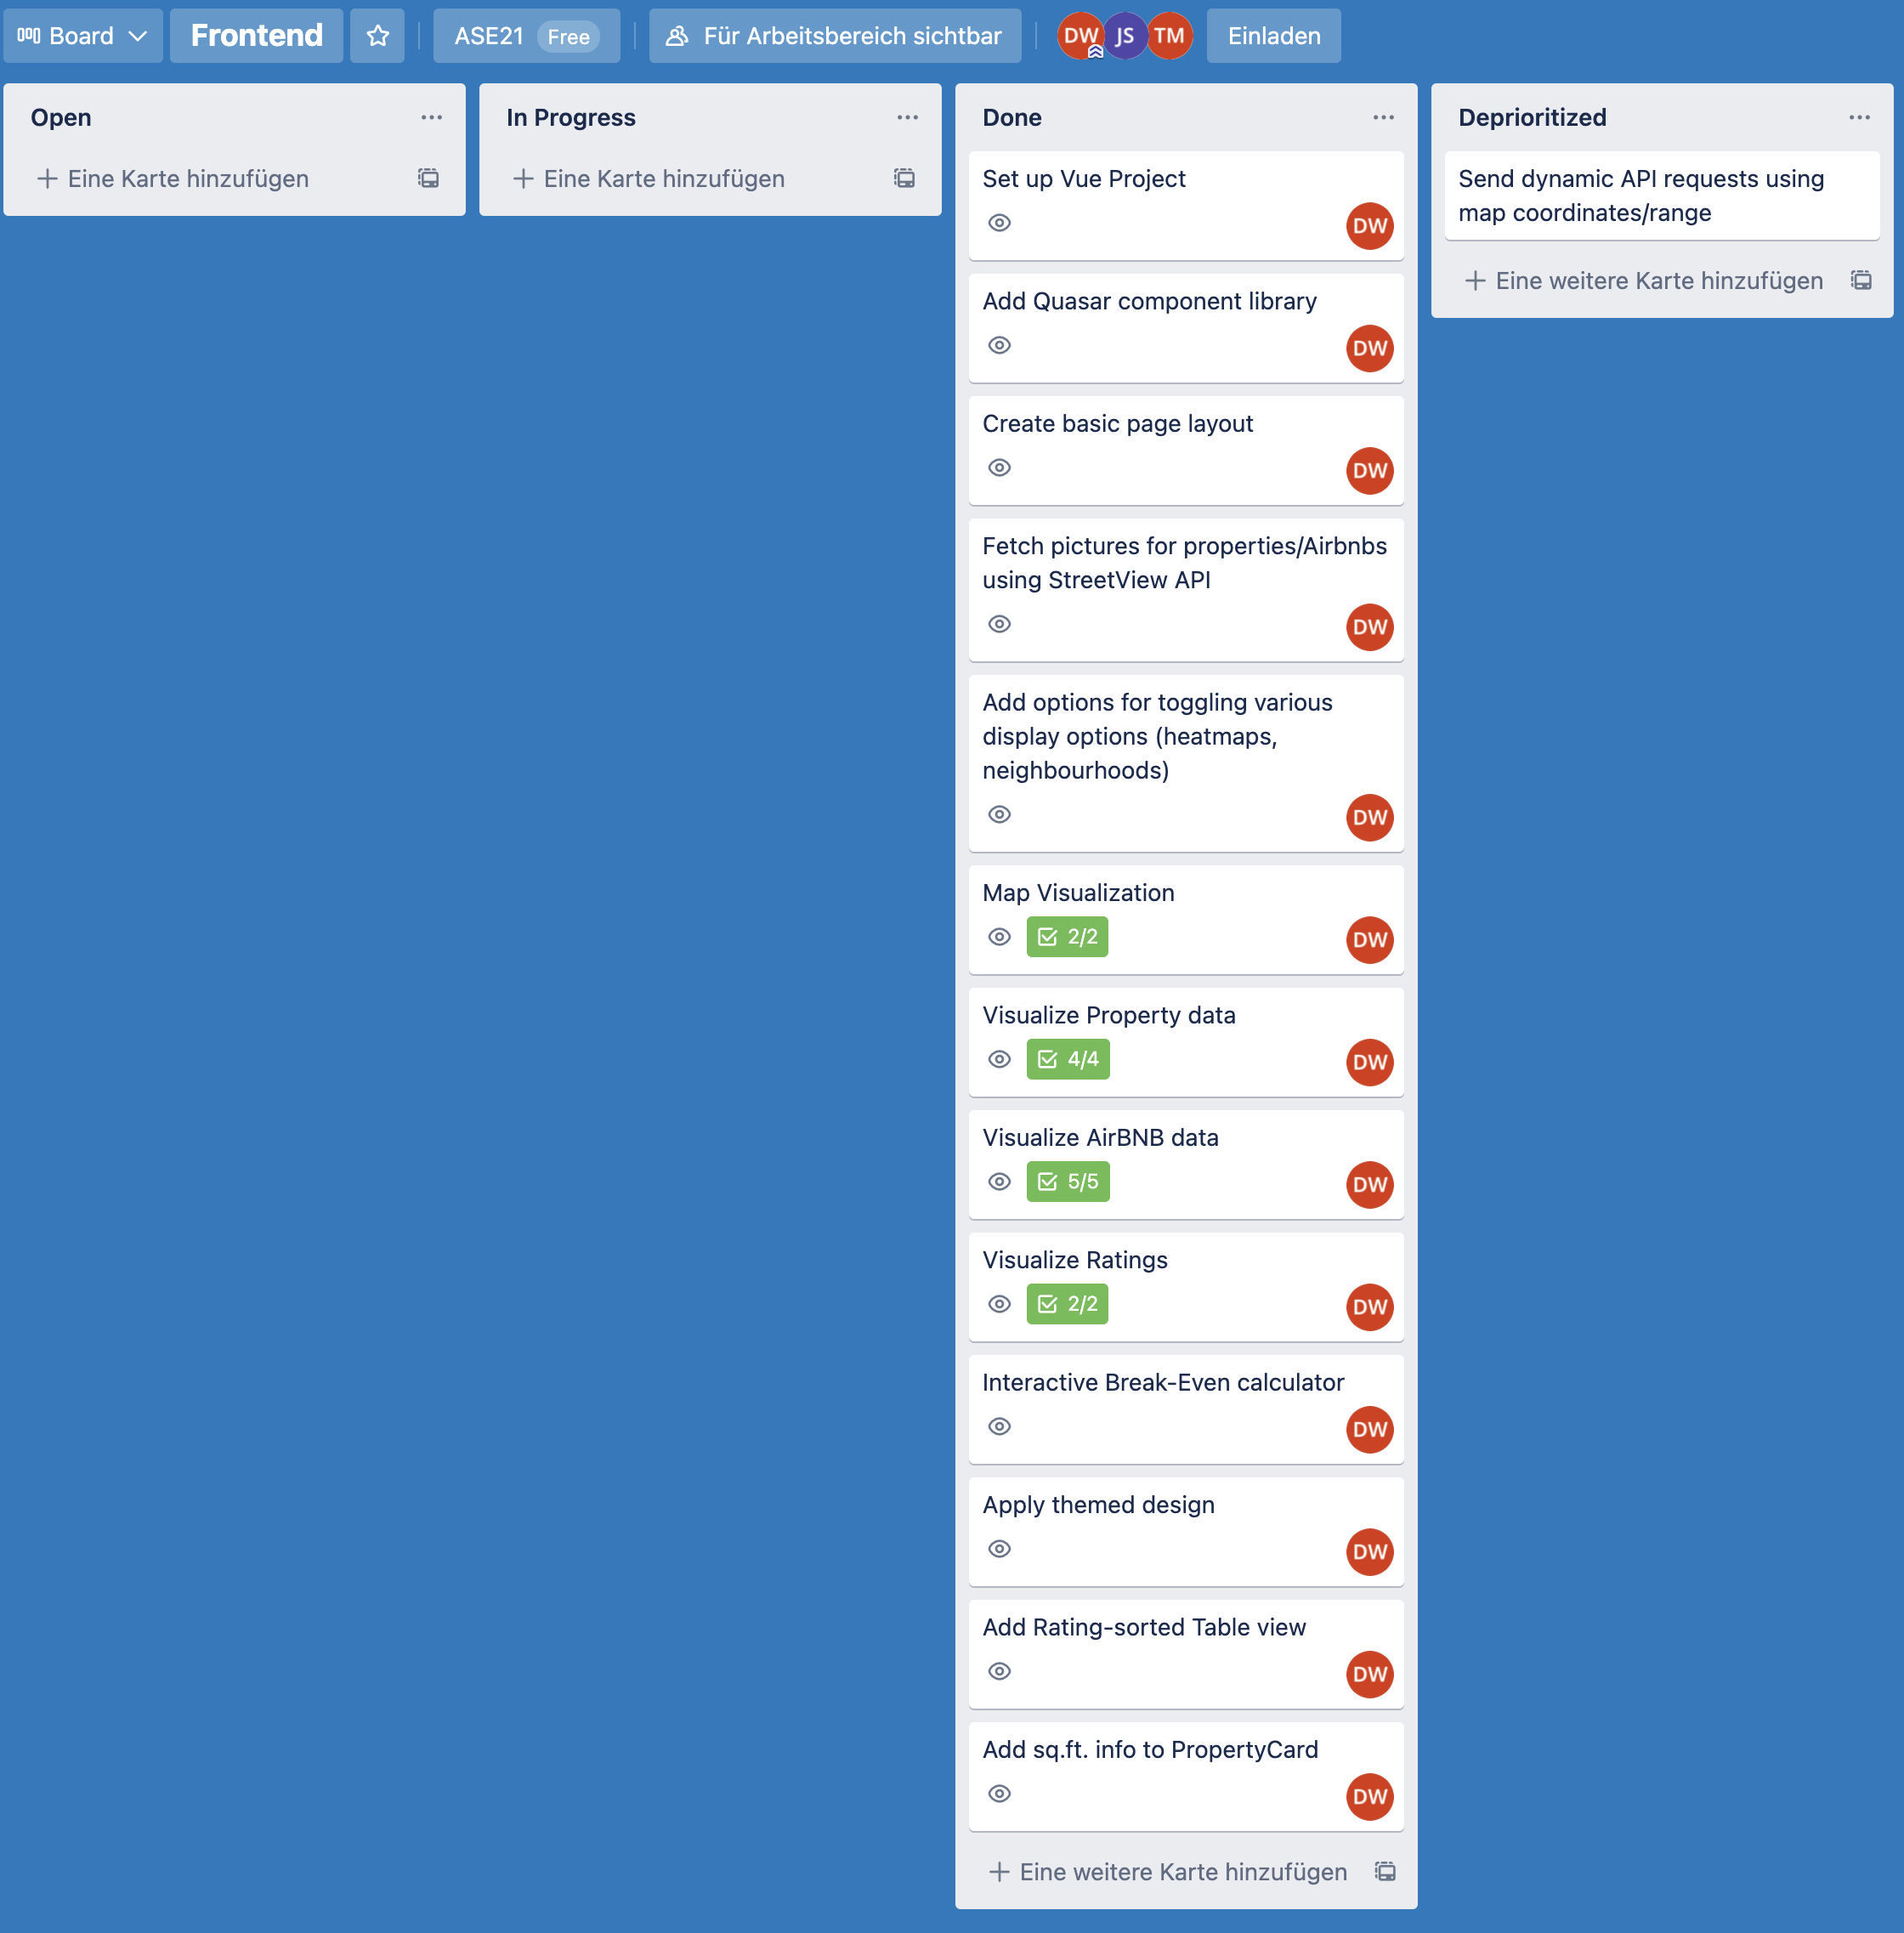 Board
Frontend
ASE21 Free
Für Arbeitsbereich sichtbar
DW JS TM
Einladen
Open
Eine Karte hinzufügen
In Progress
Eine Karte hinzufügen
Done
Set up Vue Project
DW
Add Quasar component library
DW
Create basic page layout
DW
Fetch pictures for properties/Airbnbs
using StreetView API
DW
Add options for toggling various
display options (heatmaps,
neighbourhoods)
DW
Map Visualization
2/2
DW
Visualize Property data
4/4
DW
Visualize AirBNB data
5/5
DW
Visualize Ratings
2/2
DW
Interactive Break-Even calculator
DW
Apply themed design
DW
Add Rating-sorted Table view
DW
Add sq.ft. info to PropertyCard
DW
Eine weitere Karte hinzufügen
Deprioritized
Send dynamic API requests using
map coordinates/range
Eine weitere Karte hinzufügen